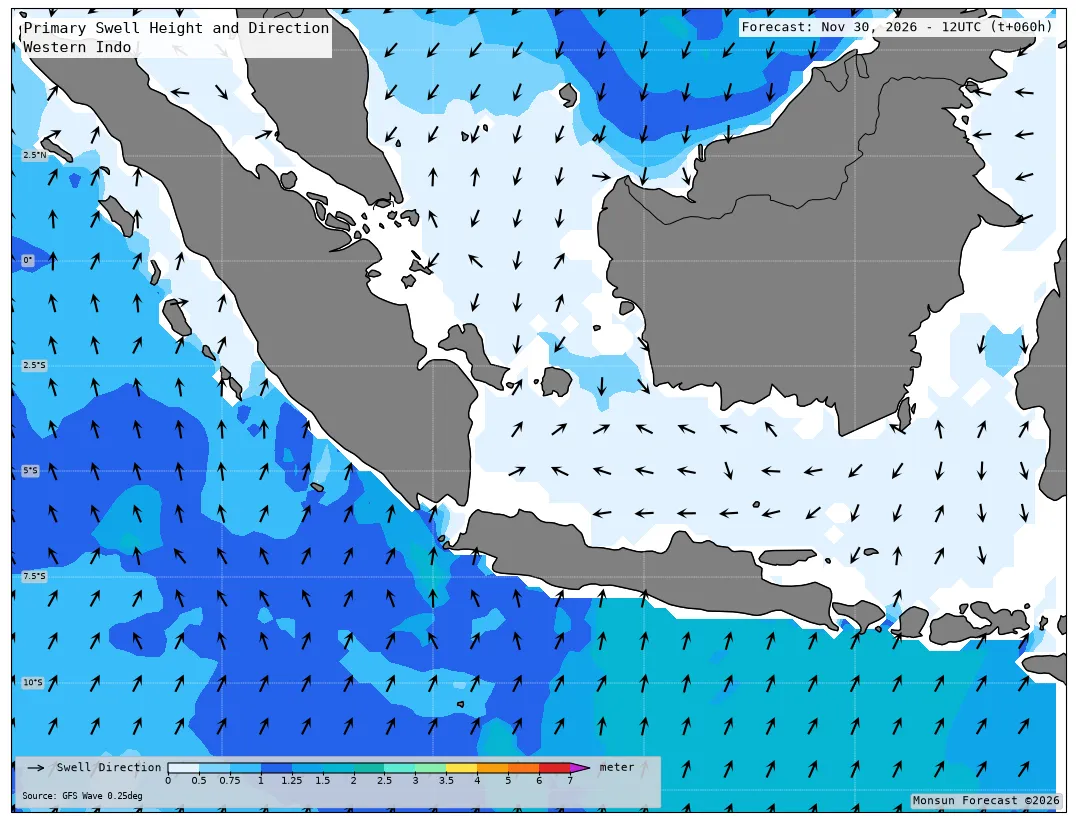 Primary Swell Height and Direction
Western Indo
Forecast: Nov 30, 2026 - 12UTC (t+060h)
2.5°N
0°
2.5°S
5°S
7.5°S
10°S
Swell Direction
meter
0 0.5 0.75 1 1.25 1.5 2 2.5 3 3.5 4 5 6 7
Source: GFS Wave 0.25deg
Monsun Forecast ©2026